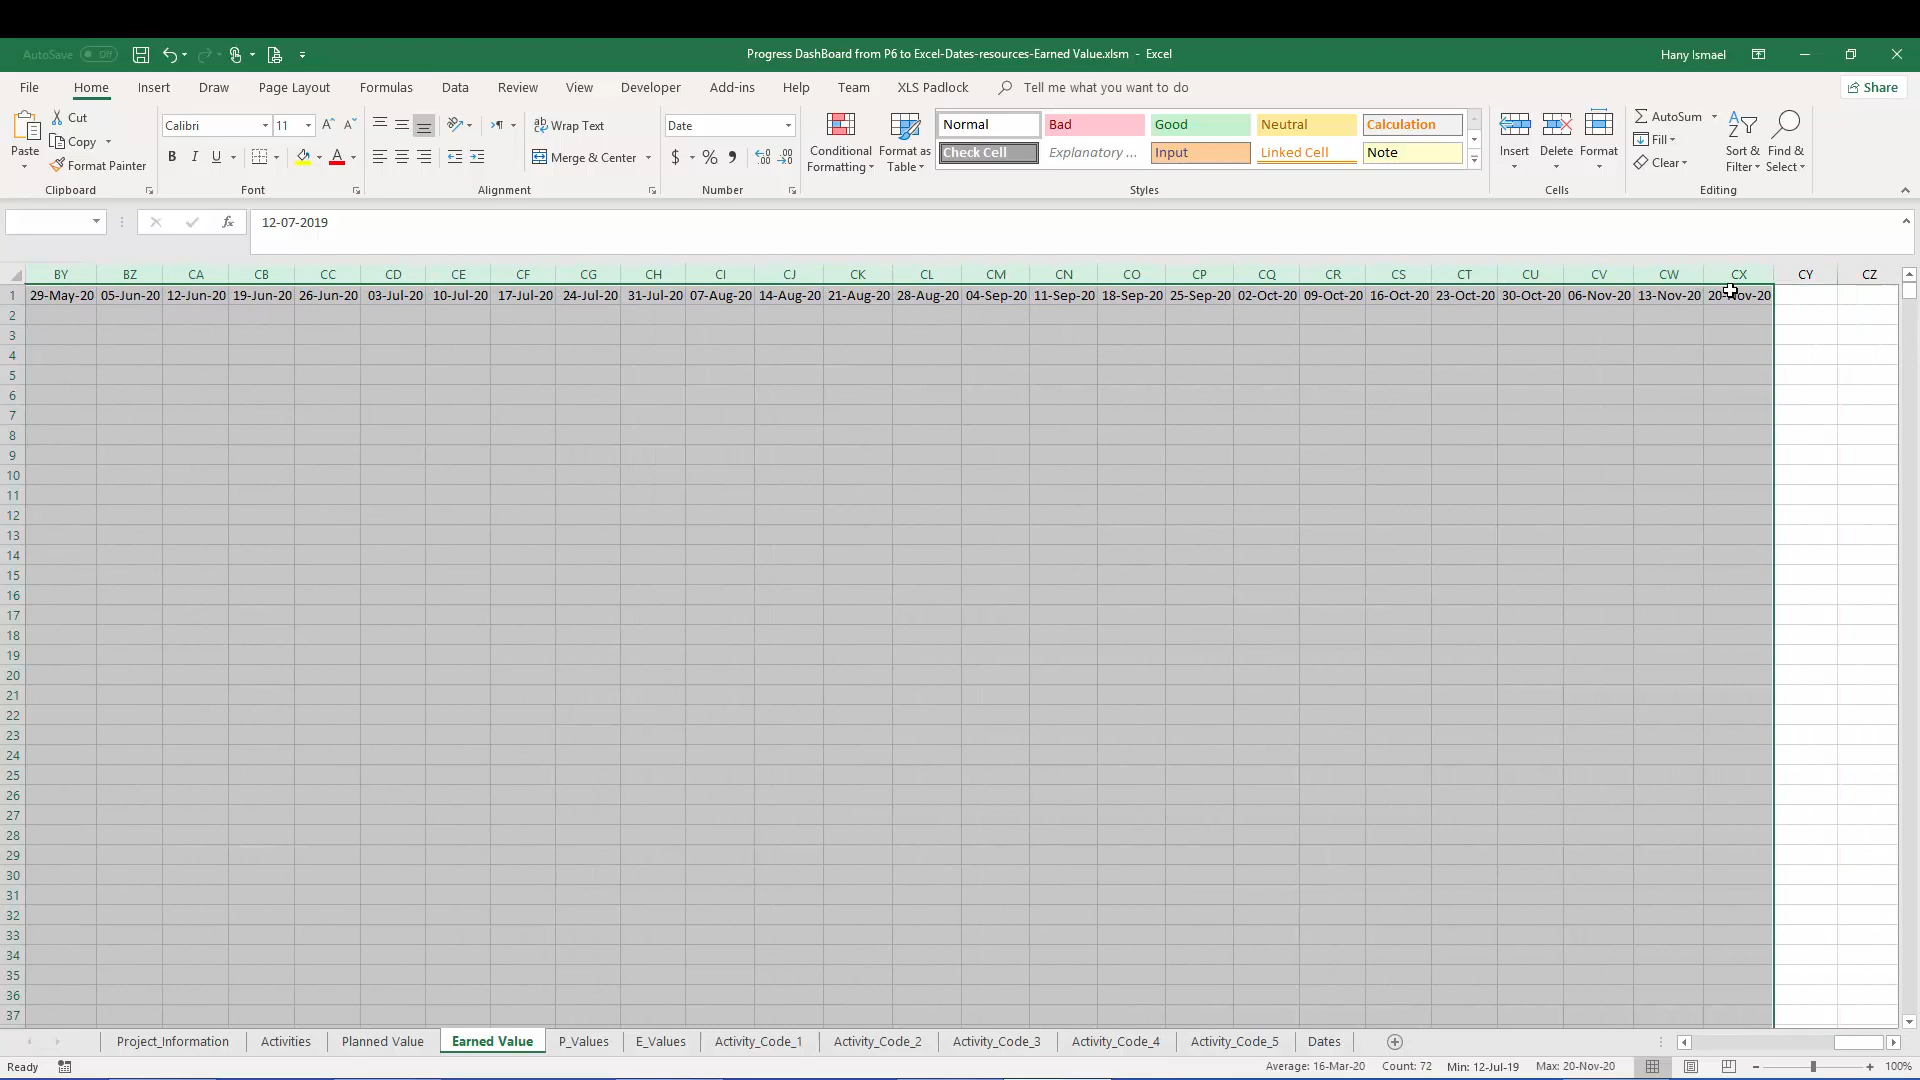 AutoSave Off Progress DashBoard from P6 to Excel-Dates-resources-Earned Value.xlsm - Excel Hany Ismael
File Home Insert Draw Page Layout Formulas Data Review View Developer Add-ins Help Team XLS Padlock Tell me what you want to do Share
Paste Cut Copy Format Painter Clipboard
Calibri 11 B I U A Font
Wrap Text Merge & Center Alignment
Date $ % Number
Conditional Formatting Format as Table
Normal Bad Good Neutral Calculation
Check Cell Explanatory ... Input Linked Cell Note
Styles
Insert Delete Format Cells
AutoSum Fill Clear Sort & Filter Find & Select Editing
fx 12-07-2019
BY BZ CA CB CC CD CE CF CG CH CI CJ CK CL CM CN CO CP CQ CR CS CT CU CV CW CX CY CZ
1 29-May-20 05-Jun-20 12-Jun-20 19-Jun-20 26-Jun-20 03-Jul-20 10-Jul-20 17-Jul-20 24-Jul-20 31-Jul-20 07-Aug-20 14-Aug-20 21-Aug-20 28-Aug-20 04-Sep-20 11-Sep-20 18-Sep-20 25-Sep-20 02-Oct-20 09-Oct-20 16-Oct-20 23-Oct-20 30-Oct-20 06-Nov-20 13-Nov-20 20-Nov-20
2
3
4
5
6
7
8
9
10
11
12
13
14
15
16
17
18
19
20
21
22
23
24
25
26
27
28
29
30
31
32
33
34
35
36
37
Project_Information Activities Planned Value Earned Value P_Values E_Values Activity_Code_1 Activity_Code_2 Activity_Code_3 Activity_Code_4 Activity_Code_5 Dates
Ready Average: 16-Mar-20 Count: 72 Min: 12-Jul-19 Max: 20-Nov-20 100%